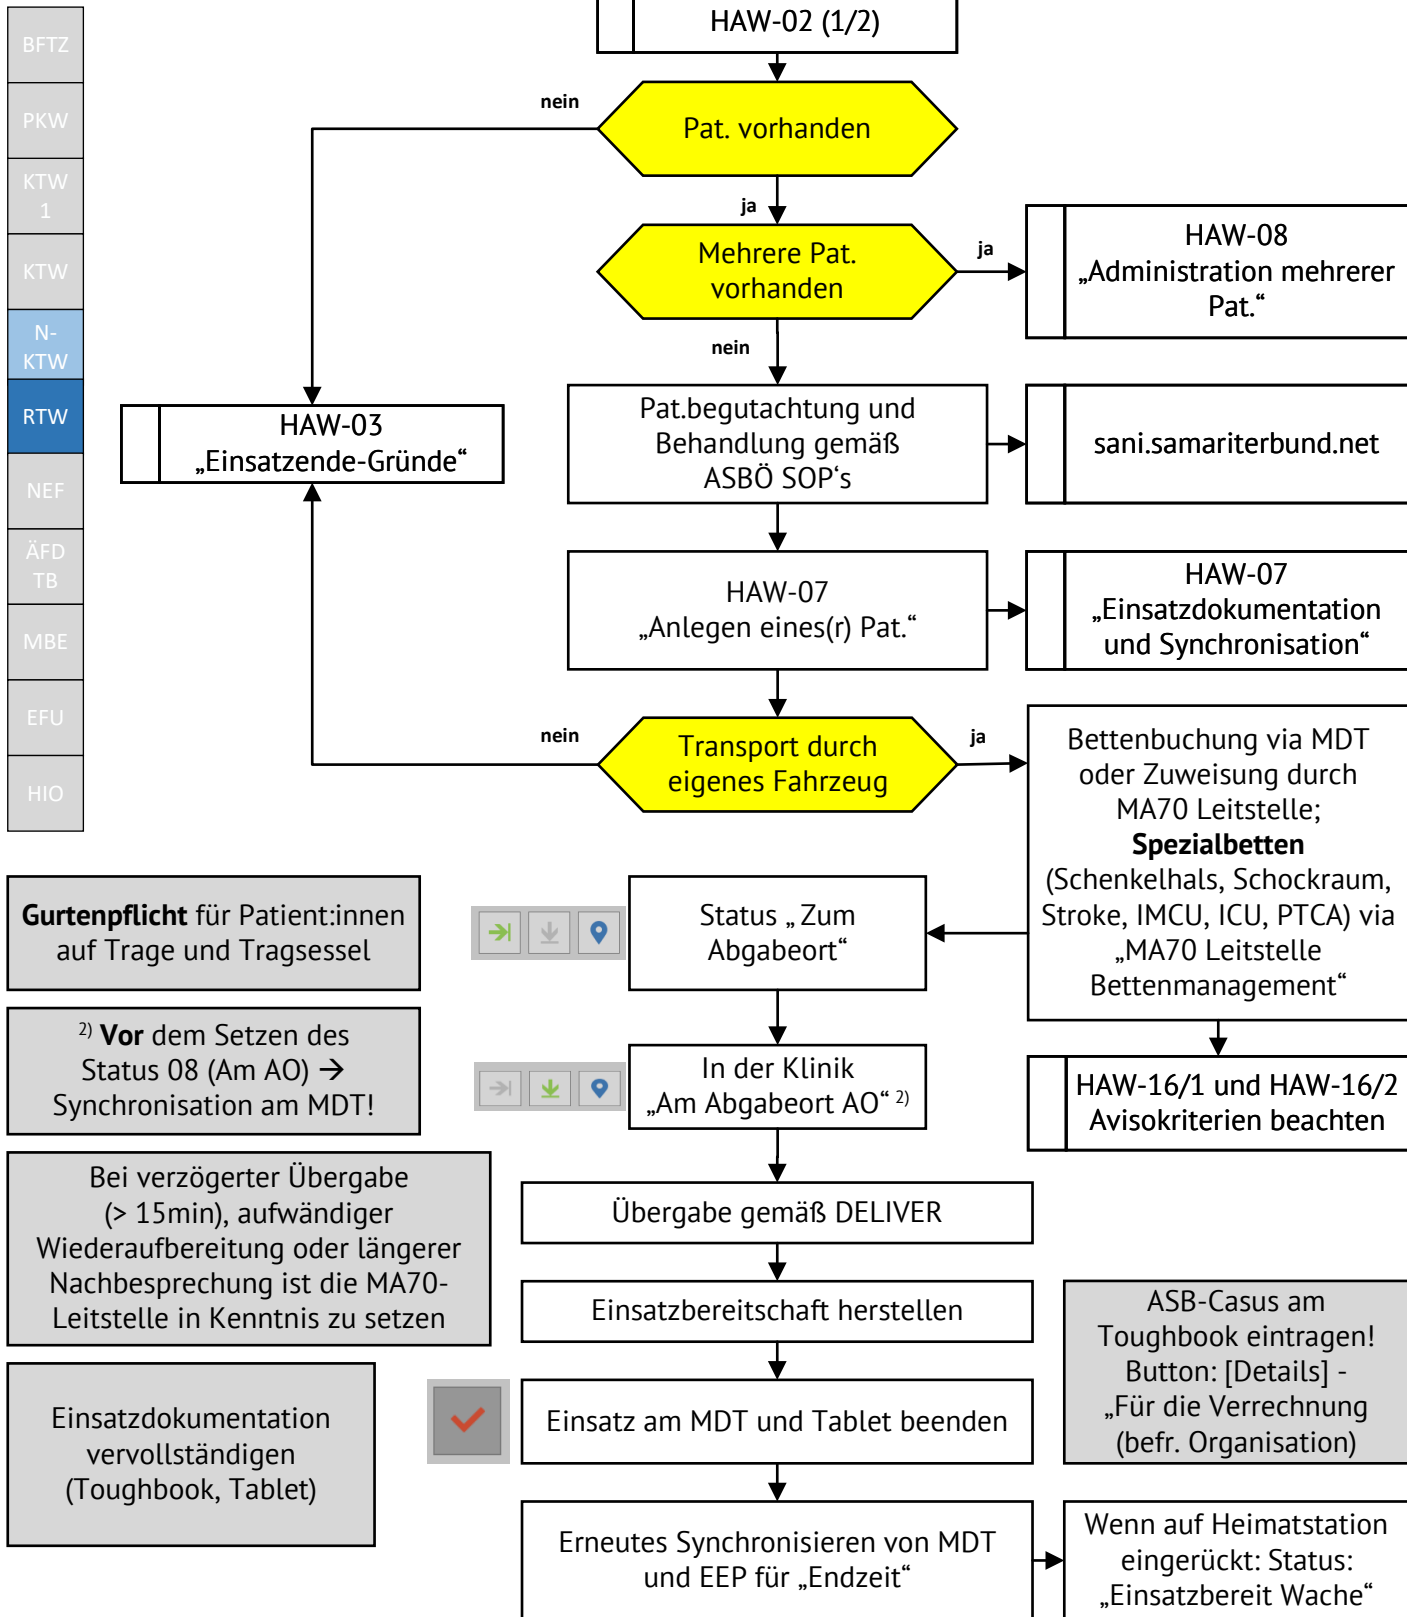 BFTZ
PKW
KTW
1
KTW
N-
KTW
RTW
NEF
ÄFD
TB
MBE
EFU
HIO
HAW-02 (1/2)
nein
Pat. vorhanden
ja
Mehrere Pat.
vorhanden
ja
HAW-08
„Administration mehrerer
Pat.“
nein
HAW-03
„Einsatzende-Gründe“
Pat.begutachtung und
Behandlung gemäß
ASBÖ SOP‘s
sani.samariterbund.net
HAW-07
„Anlegen eines(r) Pat.“
HAW-07
„Einsatzdokumentation
und Synchronisation“
nein
Transport durch
eigenes Fahrzeug
ja
Bettenbuchung via MDT
oder Zuweisung durch
MA70 Leitstelle;
Spezialbetten
(Schenkelhals, Schockraum,
Stroke, IMCU, ICU, PTCA) via
„MA70 Leitstelle
Bettenmanagement“
Gurtenpflicht für Patient:innen
auf Trage und Tragsessel
Status „Zum
Abgabeort“
2) Vor dem Setzen des
Status 08 (Am AO) →
Synchronisation am MDT!
In der Klinik
„Am Abgabeort AO“ 2)
HAW-16/1 und HAW-16/2
Avisokriterien beachten
Bei verzögerter Übergabe
(> 15min), aufwändiger
Wiederaufbereitung oder längerer
Nachbesprechung ist die MA70-
Leitstelle in Kenntnis zu setzen
Übergabe gemäß DELIVER
Einsatzbereitschaft herstellen
ASB-Casus am
Toughbook eintragen!
Button: [Details] -
„Für die Verrechnung
(befr. Organisation)
Einsatzdokumentation
vervollständigen
(Toughbook, Tablet)
Einsatz am MDT und Tablet beenden
Erneutes Synchronisieren von MDT
und EEP für „Endzeit“
Wenn auf Heimatstation
eingerückt: Status:
„Einsatzbereit Wache“